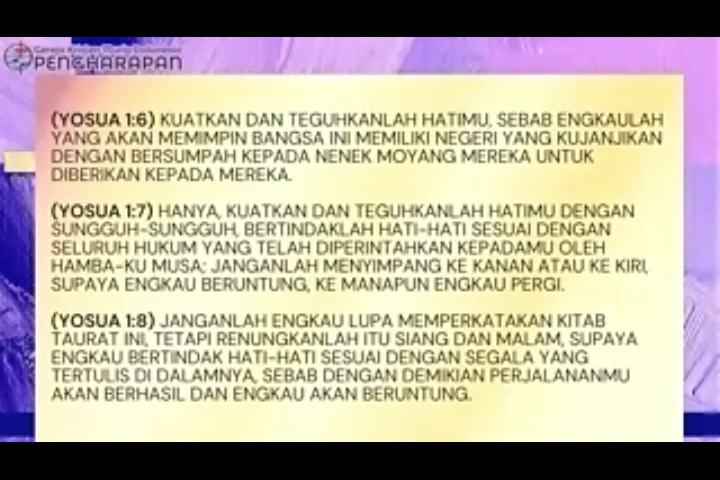 Gereja Kristen Indonesia
PENGHARAPAN
(YOSUA 1:6) KUATKAN DAN TEGUHKANLAH HATIMU, SEBAB ENGKAULAH
YANG AKAN MEMIMPIN BANGSA INI MEMILIKI NEGERI YANG KUJANJIKAN
DENGAN BERSUMPAH KEPADA NENEK MOYANG MEREKA UNTUK
DIBERIKAN KEPADA MEREKA.
(YOSUA 1:7) HANYA, KUATKAN DAN TEGUHKANLAH HATIMU DENGAN
SUNGGUH-SUNGGUH, BERTINDAKLAH HATI-HATI SESUAI DENGAN
SELURUH HUKUM YANG TELAH DIPERINTAHKAN KEPADAMU OLEH
HAMBA-KU MUSA; JANGANLAH MENYIMPANG KE KANAN ATAU KE KIRI,
SUPAYA ENGKAU BERUNTUNG, KE MANAPUN ENGKAU PERGI.
(YOSUA 1:8) JANGANLAH ENGKAU LUPA MEMPERKATAKAN KITAB
TAURAT INI, TETAPI RENUNGKANLAH ITU SIANG DAN MALAM, SUPAYA
ENGKAU BERTINDAK HATI-HATI SESUAI DENGAN SEGALA YANG
TERTULIS DI DALAMNYA, SEBAB DENGAN DEMIKIAN PERJALANANMU
AKAN BERHASIL DAN ENGKAU AKAN BERUNTUNG.